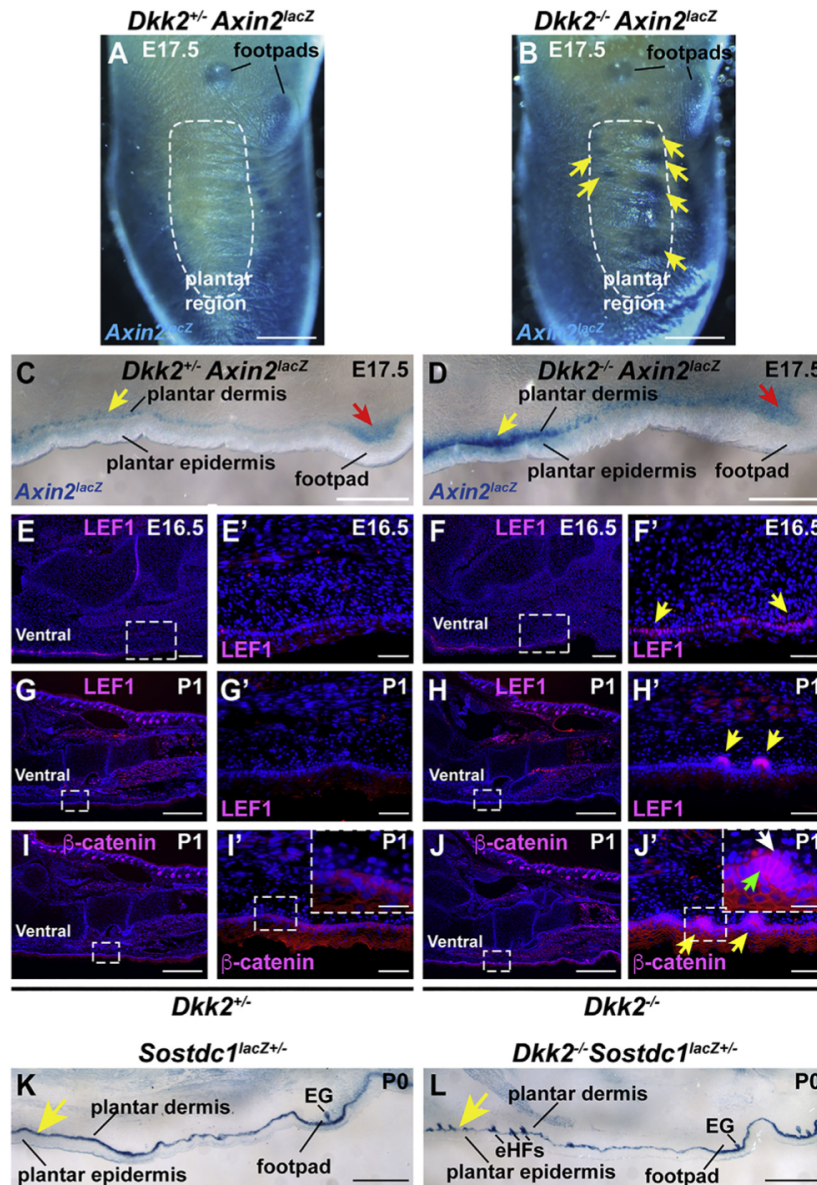 Dkk2+/- Axin2lacZ
Dkk2-/- Axin2lacZ
A E17.5 footpads
plantar
region
Axin2lacZ
B E17.5 footpads
plantar
region
Axin2lacZ
C Dkk2+/- Axin2lacZ E17.5
plantar dermis
plantar epidermis
footpad
Axin2lacZ
D Dkk2-/- Axin2lacZ E17.5
plantar dermis
plantar epidermis
footpad
Axin2lacZ
E LEF1 E16.5
Ventral
E' E16.5
LEF1
F LEF1 E16.5
Ventral
F' E16.5
LEF1
G LEF1 P1
Ventral
G' P1
LEF1
H LEF1 P1
Ventral
H' P1
LEF1
I β-catenin P1
Ventral
I' P1
β-catenin
J β-catenin P1
Ventral
J' P1
β-catenin
Dkk2+/-
Dkk2-/-
Sostdc1lacZ+/-
Dkk2-/-Sostdc1lacZ+/-
K P0
plantar dermis
EG
plantar epidermis
footpad
L P0
plantar dermis
EG
eHFs
plantar epidermis
footpad